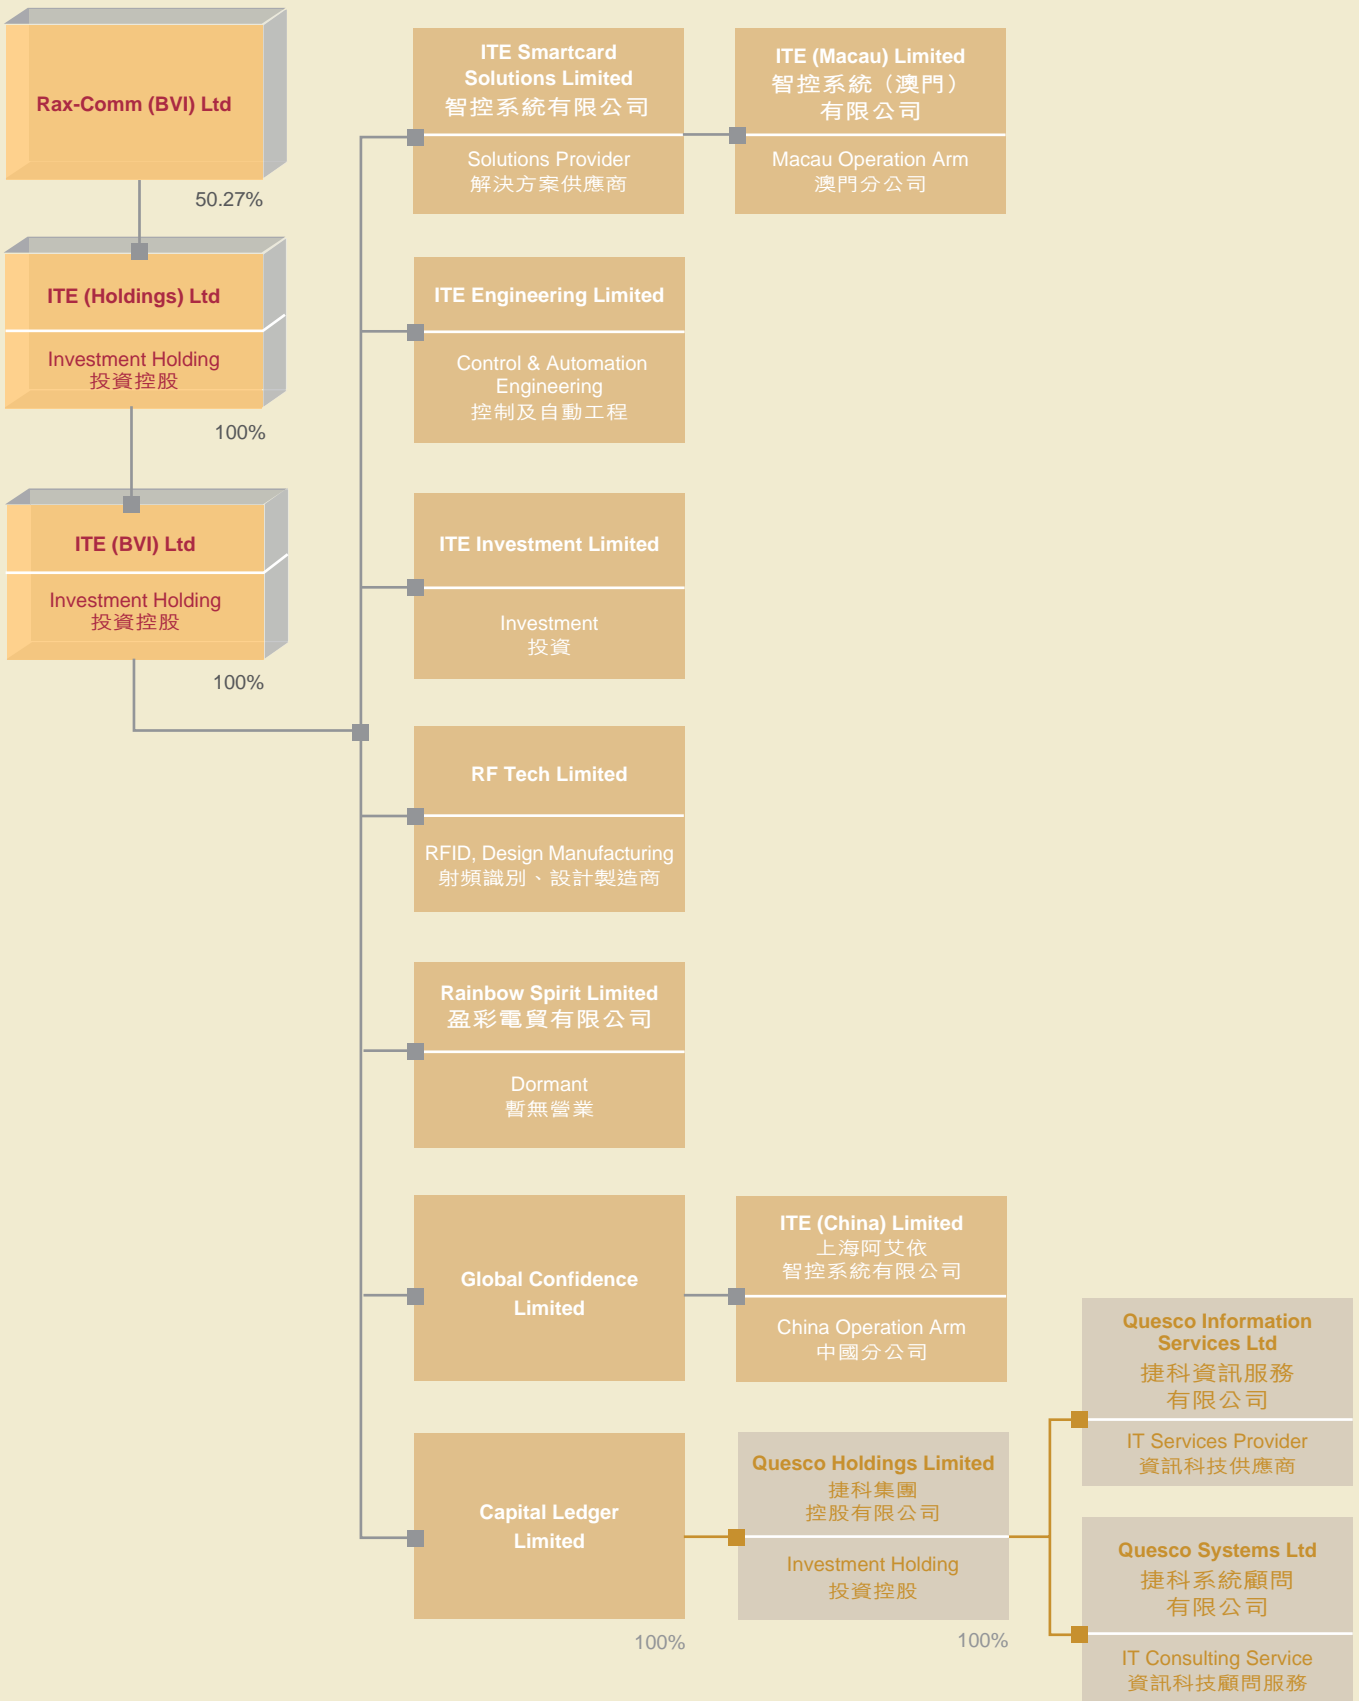 Rax-Comm (BVI) Ltd
50.27%
ITE (Holdings) Ltd
Investment Holding
投資控股
100%
ITE (BVI) Ltd
Investment Holding
投資控股
100%
ITE Smartcard
Solutions Limited
智控系統有限公司
Solutions Provider
解決方案供應商
ITE (Macau) Limited
智控系統（澳門）
有限公司
Macau Operation Arm
澳門分公司
ITE Engineering Limited
Control & Automation
Engineering
控制及自動工程
ITE Investment Limited
Investment
投資
RF Tech Limited
RFID, Design Manufacturing
射頻識別、設計製造商
Rainbow Spirit Limited
盈彩電貿有限公司
Dormant
暫無營業
Global Confidence
Limited
ITE (China) Limited
上海阿艾依
智控系統有限公司
China Operation Arm
中國分公司
Capital Ledger
Limited
100%
Quesco Holdings Limited
捷科集團
控股有限公司
Investment Holding
投資控股
100%
Quesco Information
Services Ltd
捷科資訊服務
有限公司
IT Services Provider
資訊科技供應商
Quesco Systems Ltd
捷科系統顧問
有限公司
IT Consulting Service
資訊科技顧問服務